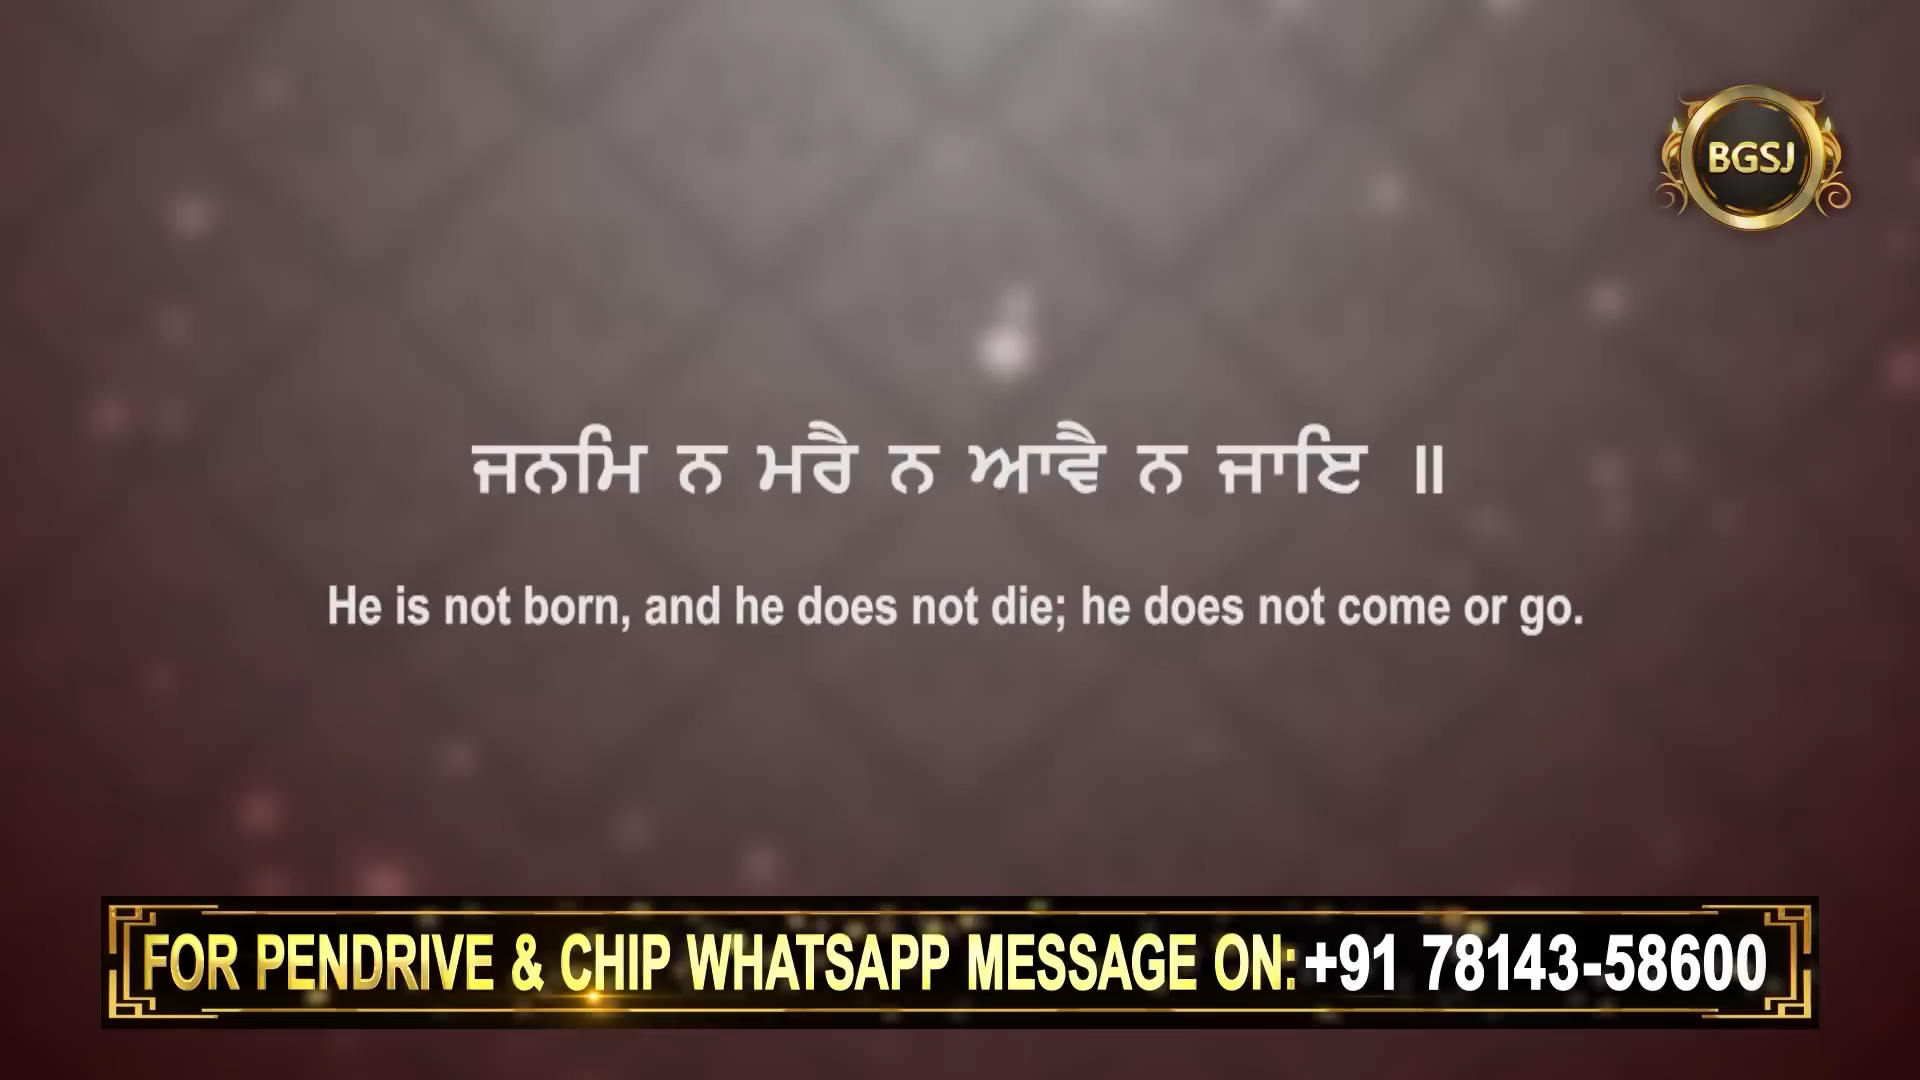 BGSJ
ਜਨਮਿ ਨ ਮਰੈ ਨ ਆਵੈ ਨ ਜਾਇ ॥
He is not born, and he does not die; he does not come or go.
FOR PENDRIVE & CHIP WHATSAPP MESSAGE ON:+91 78143-58600